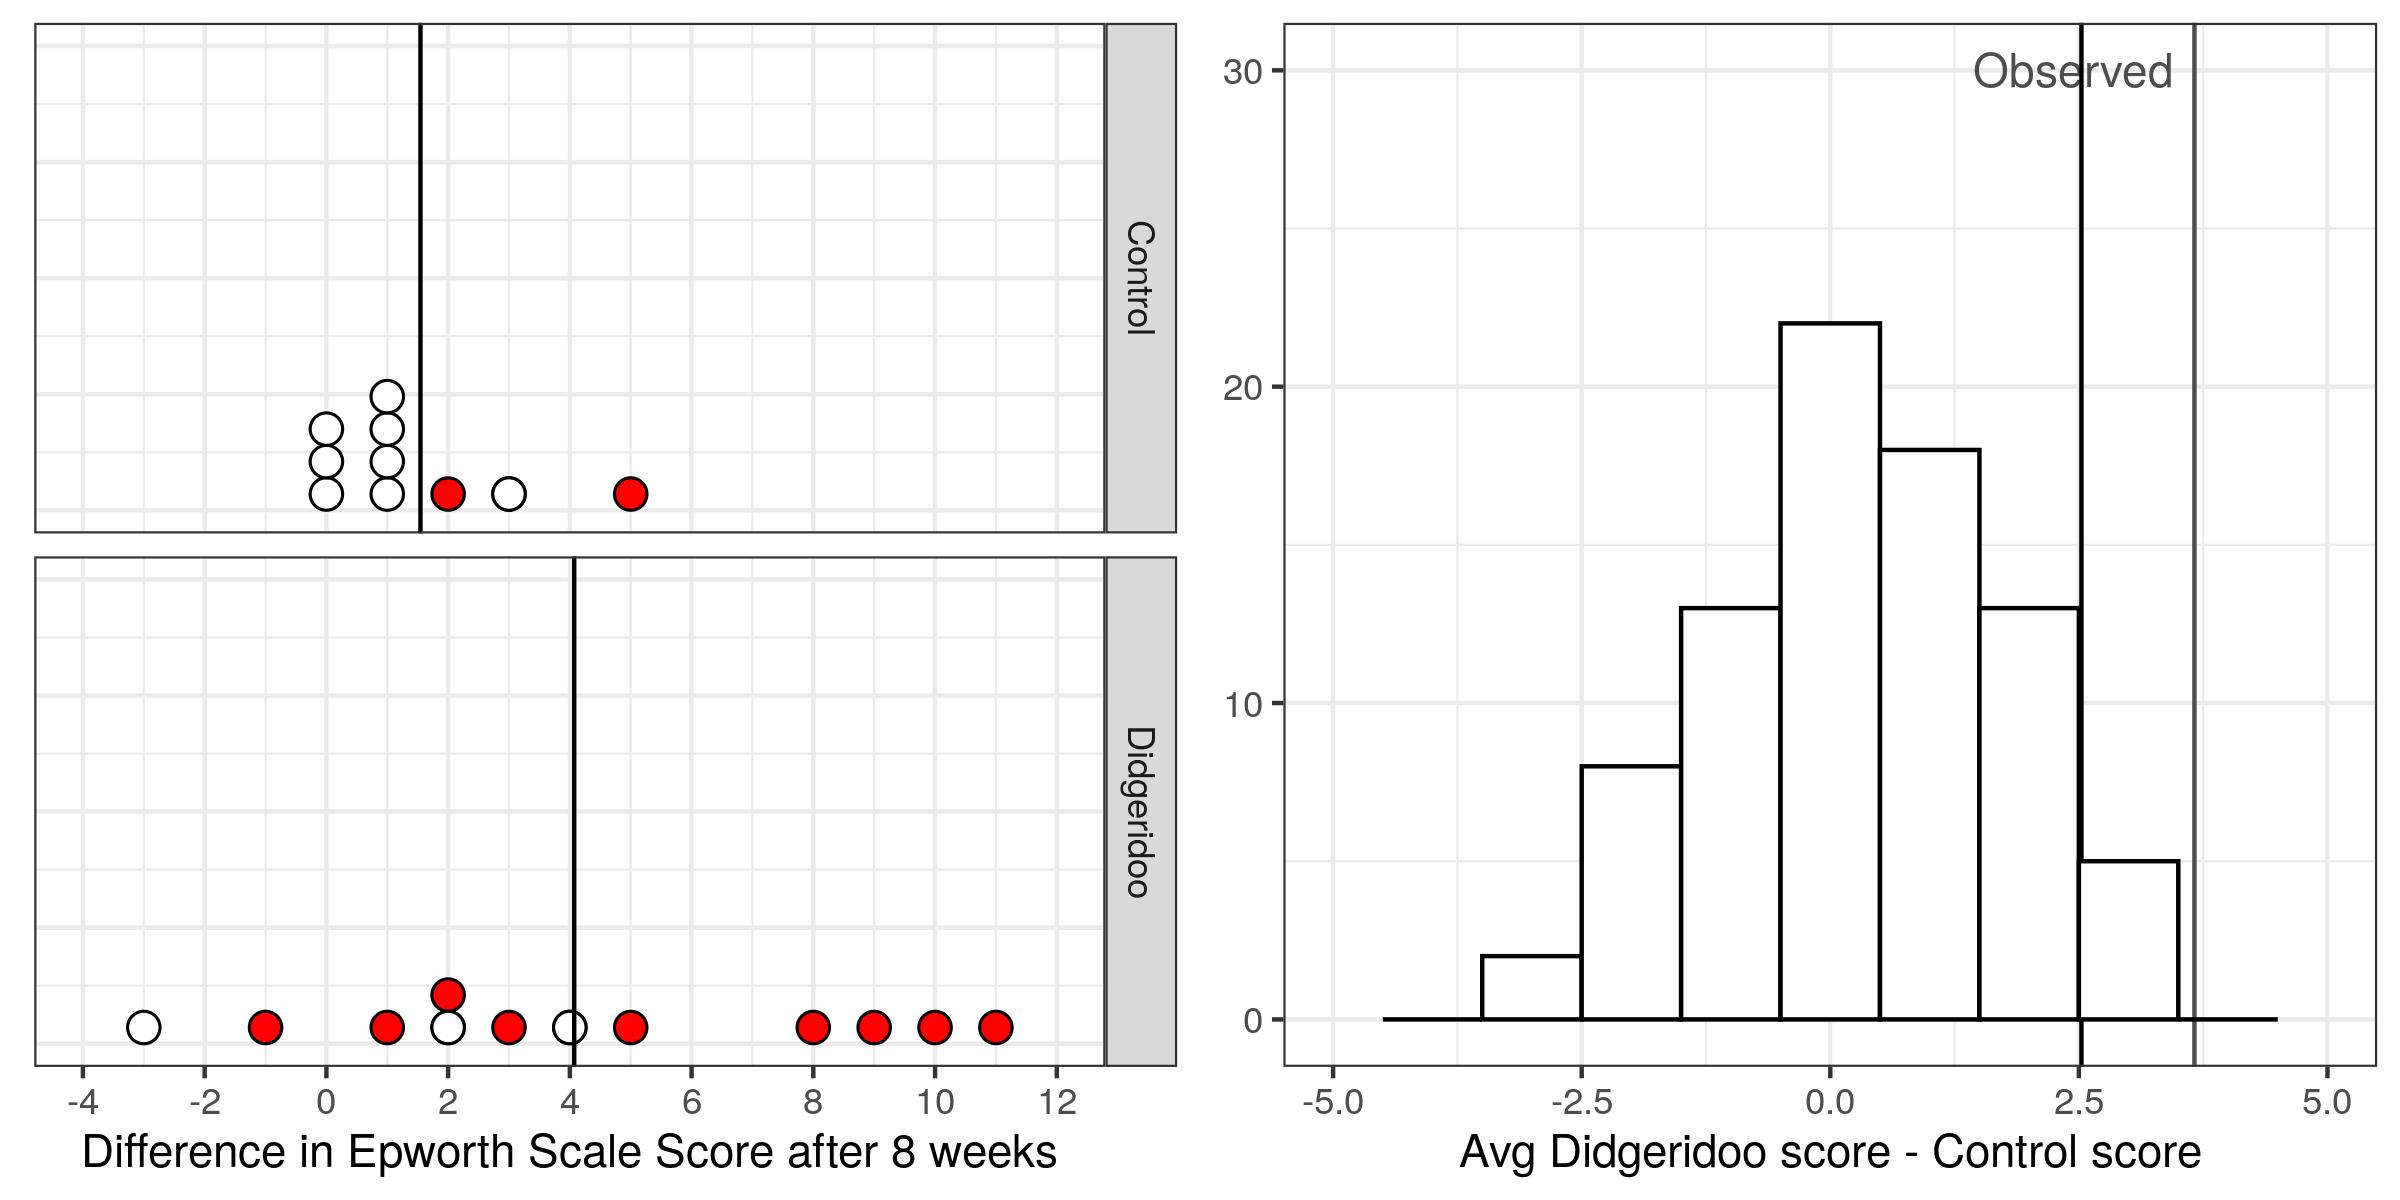 Control
Didgeridoo
-4 -2 0 2 4 6 8 10 12
Difference in Epworth Scale Score after 8 weeks
Observed
30
20
10
0
-5.0 -2.5 0.0 2.5 5.0
Avg Didgeridoo score - Control score